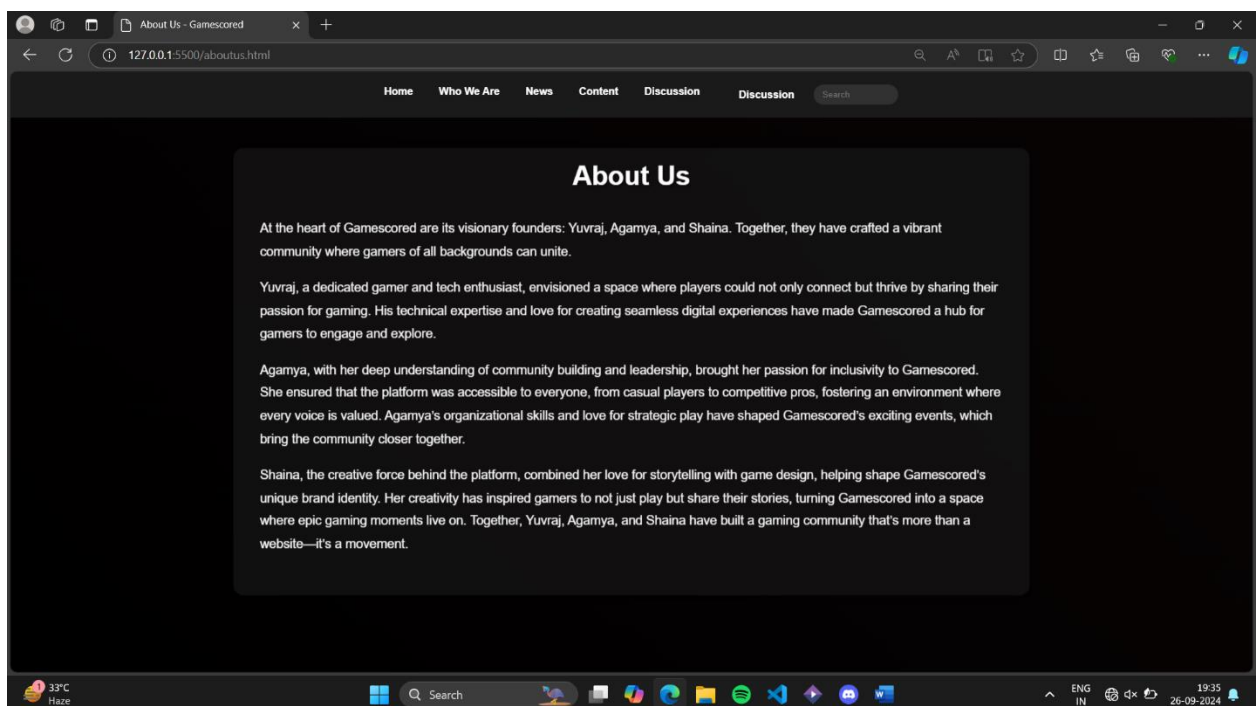 About Us - Gamescored
127.0.0.1:5500/aboutus.html
Home Who We Are News Content Discussion Discussion Search
About Us
At the heart of Gamescored are its visionary founders: Yuvraj, Agamya, and Shaina. Together, they have crafted a vibrant
community where gamers of all backgrounds can unite.
Yuvraj, a dedicated gamer and tech enthusiast, envisioned a space where players could not only connect but thrive by sharing their
passion for gaming. His technical expertise and love for creating seamless digital experiences have made Gamescored a hub for
gamers to engage and explore.
Agamya, with her deep understanding of community building and leadership, brought her passion for inclusivity to Gamescored.
She ensured that the platform was accessible to everyone, from casual players to competitive pros, fostering an environment where
every voice is valued. Agamya's organizational skills and love for strategic play have shaped Gamescored's exciting events, which
bring the community closer together.
Shaina, the creative force behind the platform, combined her love for storytelling with game design, helping shape Gamescored's
unique brand identity. Her creativity has inspired gamers to not just play but share their stories, turning Gamescored into a space
where epic gaming moments live on. Together, Yuvraj, Agamya, and Shaina have built a gaming community that's more than a
website—it's a movement.
1
33°C
Haze
Search
ENG
IN
19:35
26-09-2024